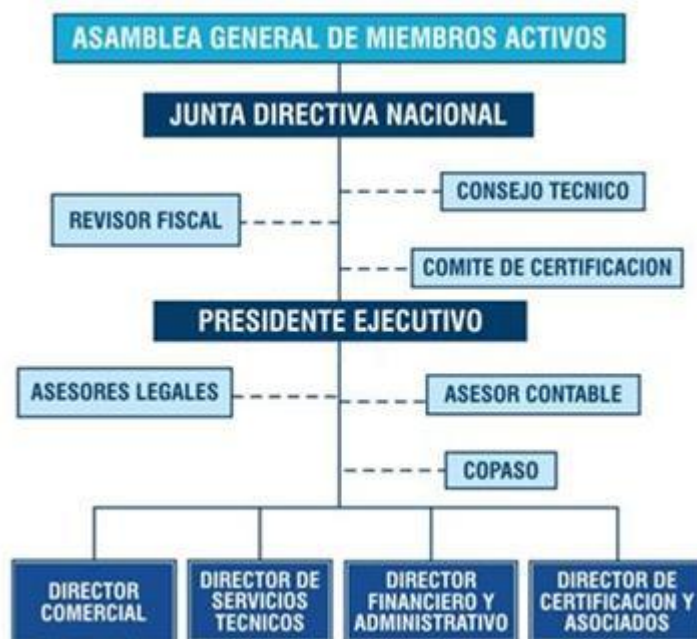 ASAMBLEA GENERAL DE MIEMBROS ACTIVOS
JUNTA DIRECTIVA NACIONAL
CONSEJO TECNICO
REVISOR FISCAL
COMITE DE CERTIFICACION
PRESIDENTE EJECUTIVO
ASESORES LEGALES
ASESOR CONTABLE
COPASO
DIRECTOR
COMERCIAL
DIRECTOR DE
SERVICIOS
TECNICOS
DIRECTOR
FINANCIERO Y
ADMINISTRATIVO
DIRECTOR DE
CERTIFICACION Y
ASOCIADOS